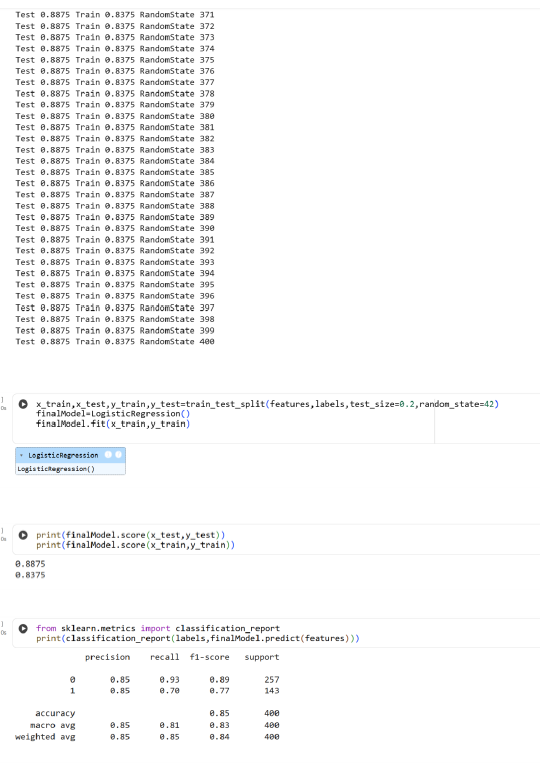 Test 0.8875 Train 0.8375 RandomState 371
Test 0.8875 Train 0.8375 RandomState 372
Test 0.8875 Train 0.8375 RandomState 373
Test 0.8875 Train 0.8375 RandomState 374
Test 0.8875 Train 0.8375 RandomState 375
Test 0.8875 Train 0.8375 RandomState 376
Test 0.8875 Train 0.8375 RandomState 377
Test 0.8875 Train 0.8375 RandomState 378
Test 0.8875 Train 0.8375 RandomState 379
Test 0.8875 Train 0.8375 RandomState 380
Test 0.8875 Train 0.8375 RandomState 381
Test 0.8875 Train 0.8375 RandomState 382
Test 0.8875 Train 0.8375 RandomState 383
Test 0.8875 Train 0.8375 RandomState 384
Test 0.8875 Train 0.8375 RandomState 385
Test 0.8875 Train 0.8375 RandomState 386
Test 0.8875 Train 0.8375 RandomState 387
Test 0.8875 Train 0.8375 RandomState 388
Test 0.8875 Train 0.8375 RandomState 389
Test 0.8875 Train 0.8375 RandomState 390
Test 0.8875 Train 0.8375 RandomState 391
Test 0.8875 Train 0.8375 RandomState 392
Test 0.8875 Train 0.8375 RandomState 393
Test 0.8875 Train 0.8375 RandomState 394
Test 0.8875 Train 0.8375 RandomState 395
Test 0.8875 Train 0.8375 RandomState 396
Test 0.8875 Train 0.8375 RandomState 397
Test 0.8875 Train 0.8375 RandomState 398
Test 0.8875 Train 0.8375 RandomState 399
Test 0.8875 Train 0.8375 RandomState 400
x_train,x_test,y_train,y_test=train_test_split(features,labels,test_size=0.2,random_state=42)
finalModel=LogisticRegression()
finalModel.fit(x_train,y_train)
LogisticRegression
LogisticRegression()
print(finalModel.score(x_test,y_test))
print(finalModel.score(x_train,y_train))
0.8875
0.8375
from sklearn.metrics import classification_report
print(classification_report(labels,finalModel.predict(features)))
precision recall f1-score support
0 0.85 0.93 0.89 257
1 0.85 0.70 0.77 143
accuracy 0.85 400
macro avg 0.85 0.81 0.83 400
weighted avg 0.85 0.85 0.84 400